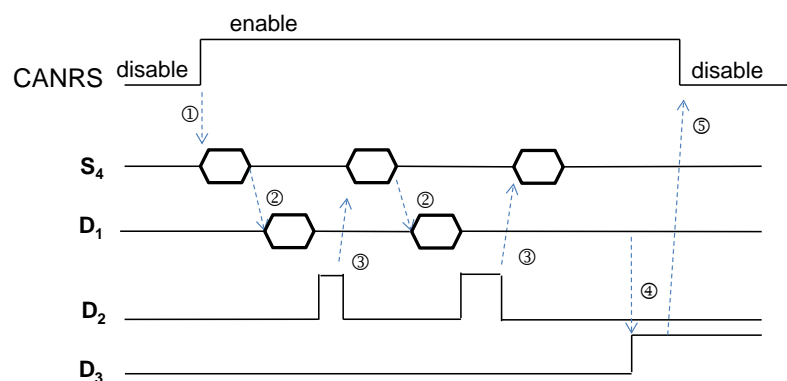 enable
CANRS disable disable
① ⑤
S₄
② ②
D₁
③ ③
④
D₂
D₃